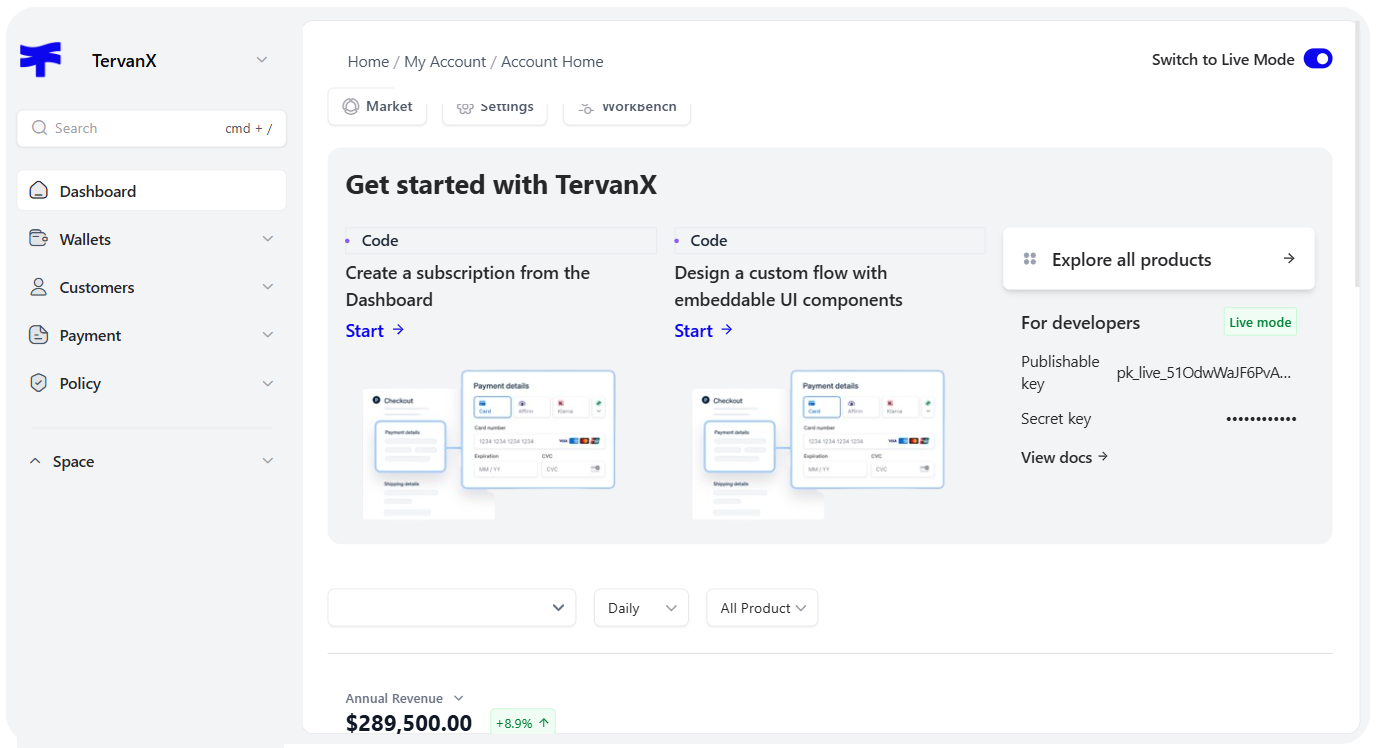 TervanX
Search
cmd + /
Dashboard
Wallets
Customers
Payment
Policy
Space
Home / My Account / Account Home
Switch to Live Mode
Market
Settings
WorkBench
Get started with TervanX
Code
Create a subscription from the
Dashboard
Start →
Checkout
Payment details
Shipping details
Payment details
Card
Affirm
Klarna
Card number
1234 1234 1234 1234
VISA
Expiration
CVC
MM / YY
CVC
Code
Design a custom flow with
embeddable UI components
Start →
Checkout
Payment details
Shipping details
Payment details
Card
Affirm
Klarna
Card number
1234 1234 1234 1234
VISA
Expiration
CVC
MM / YY
CVC
Explore all products →
For developers
Live mode
Publishable
key
pk_live_51OdwWaJF6PvA...
Secret key
••••••••••••
View docs →
Daily
All Product
Annual Revenue
$289,500.00
+8.9% ↑